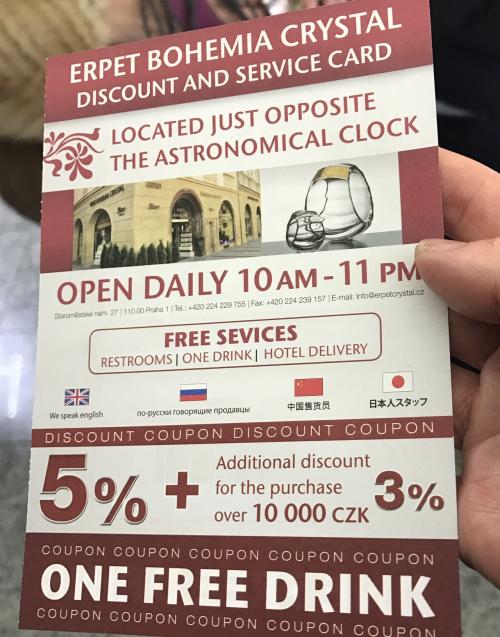 ERPET BOHEMIA CRYSTAL
DISCOUNT AND SERVICE CARD
LOCATED JUST OPPOSITE
THE ASTRONOMICAL CLOCK
OPEN DAILY 10 AM - 11 PM
Staroměstské nám. 27 | 110 00 Praha 1 | Tel.: +420 224 229 755 | Fax: +420 224 239 157 | E-mail: info@erpetcrystal.cz
FREE SEVICES
RESTROOMS | ONE DRINK | HOTEL DELIVERY
We speak english
по-русски говорящие продавцы
中国售货员
日本人スタッフ
DISCOUNT COUPON DISCOUNT COUPON
5% + Additional discount
for the purchase
over 10 000 CZK
3%
COUPON COUPON COUPON COUPON COUPON COUPON
ONE FREE DRINK
COUPON COUPON COUPON COUPON COUPON COUPON